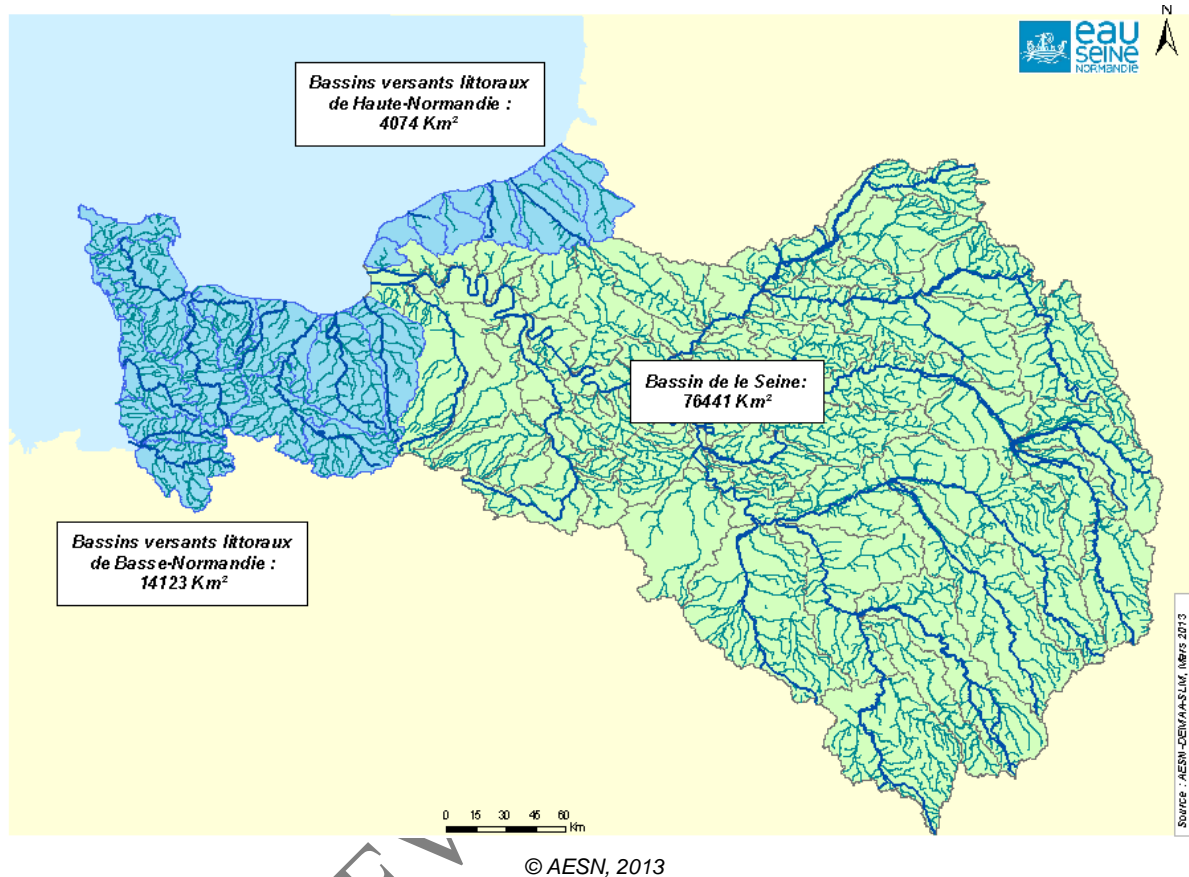 N
eau
SEINE
NORMANDIE
Bassins versants littoraux
de Haute-Normandie :
4074 Km²
Bassin de le Seine:
76441 Km²
Bassins versants littoraux
de Basse-Normandie :
14123 Km²
Source : AESN-DEMAA-SLM, Mars 2013
0 15 30 45 60
Km
© AESN, 2013